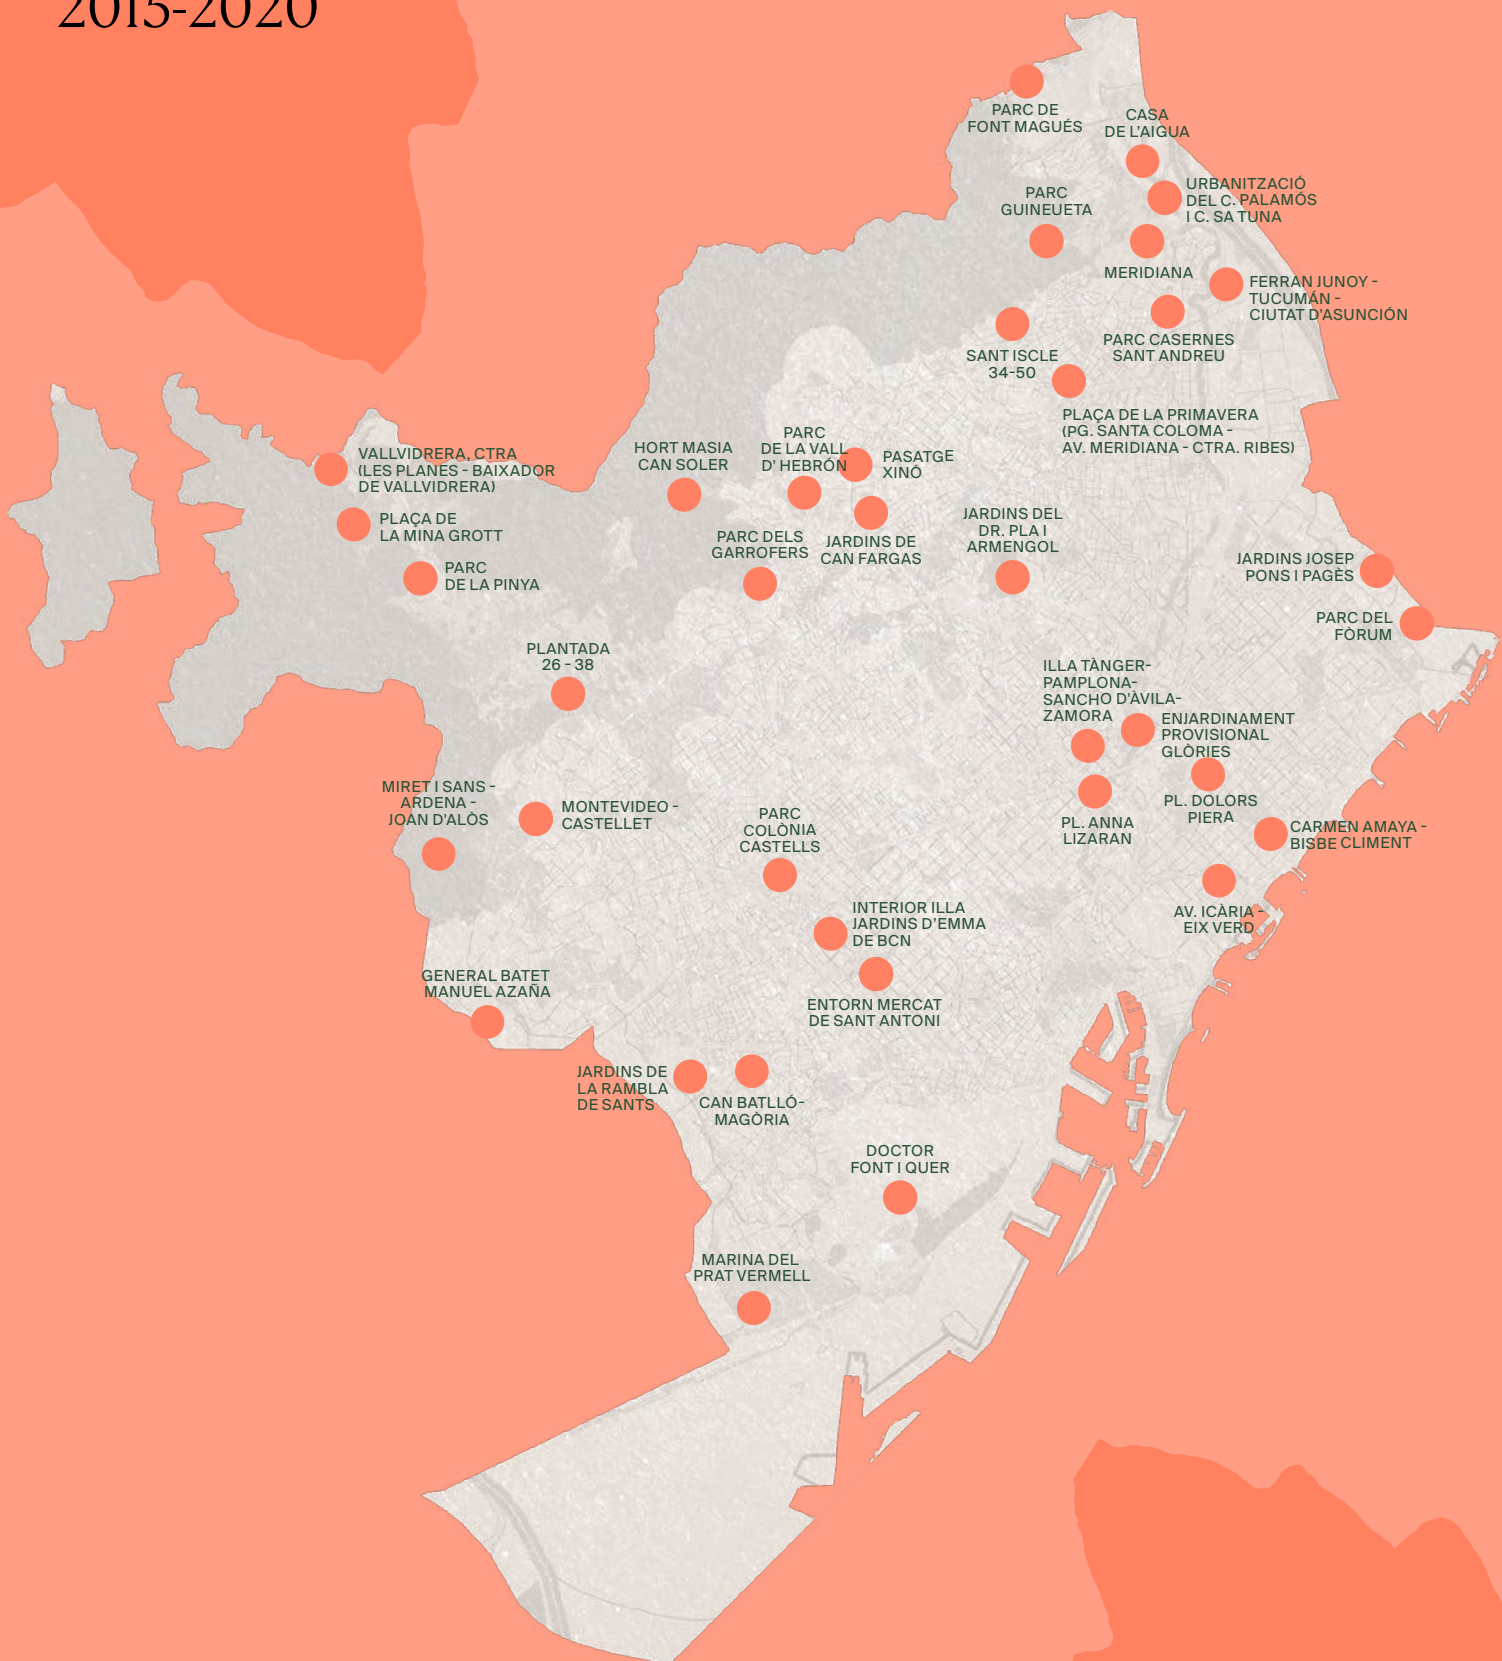 2015-2020
PARC DE
FONT MAGUÉS
CASA
DE L'AIGUA
URBANITZACIÓ
DEL C. PALAMÓS
I C. SA TUNA
PARC
GUINEUETA
MERIDIANA
FERRAN JUNOY -
TUCUMÁN -
CIUTAT D'ASUNCIÓN
PARC CASERNES
SANT ANDREU
SANT ISCLE
34-50
PLAÇA DE LA PRIMAVERA
(PG. SANTA COLOMA -
AV. MERIDIANA - CTRA. RIBES)
VALLVIDRERA, CTRA
(LES PLANES - BAIXADOR
DE VALLVIDRERA)
HORT MASIA
CAN SOLER
PARC
DE LA VALL
D' HEBRÓN
PASATGE
XINÓ
PLAÇA DE
LA MINA GROTT
PARC DELS
GARROFERS
JARDINS DE
CAN FARGAS
JARDINS DEL
DR. PLA I
ARMENGOL
PARC
DE LA PINYA
JARDINS JOSEP
PONS I PAGÈS
PARC DEL
FÒRUM
PLANTADA
26 - 38
ILLA TÀNGER-
PAMPLONA-
SANCHO D'ÀVILA-
ZAMORA
ENJARDINAMENT
PROVISIONAL
GLÒRIES
MIRET I SANS -
ARDENA -
JOAN D'ALÒS
MONTEVIDEO -
CASTELLET
PARC
COLÒNIA
CASTELLS
PL. ANNA
LIZARAN
PL. DOLORS
PIERA
CARMEN AMAYA -
BISBE CLIMENT
INTERIOR ILLA
JARDINS D'EMMA
DE BCN
AV. ICÀRIA -
EIX VERD
GENERAL BATET
MANUEL AZAÑA
ENTORN MERCAT
DE SANT ANTONI
JARDINS DE
LA RAMBLA
DE SANTS
CAN BATLLÓ-
MAGÒRIA
DOCTOR
FONT I QUER
MARINA DEL
PRAT VERMELL